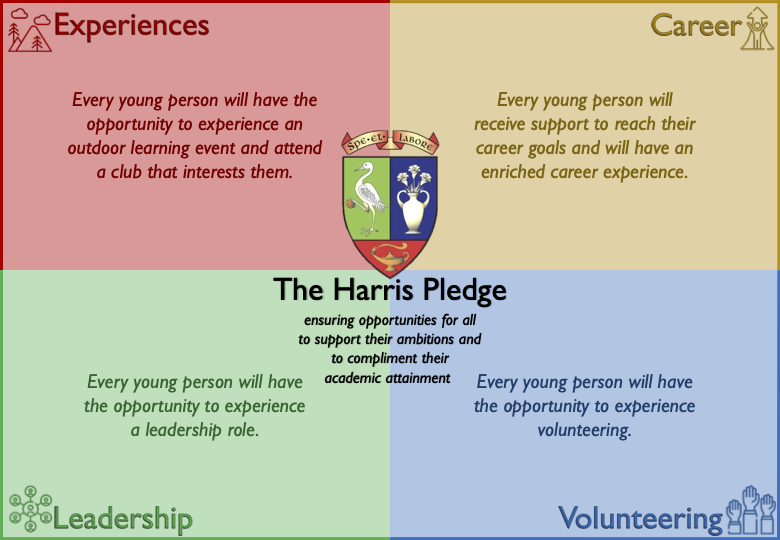 Experiences
Every young person will have the
opportunity to experience an
outdoor learning event and attend
a club that interests them.
Career
Every young person will
receive support to reach their
career goals and will have an
enriched career experience.
SPE·ET· LABORE
The Harris Pledge
ensuring opportunities for all
to support their ambitions and
to compliment their
academic attainment
Every young person will have
the opportunity to experience
a leadership role.
Leadership
Every young person will have
the opportunity to experience
volunteering.
Volunteering